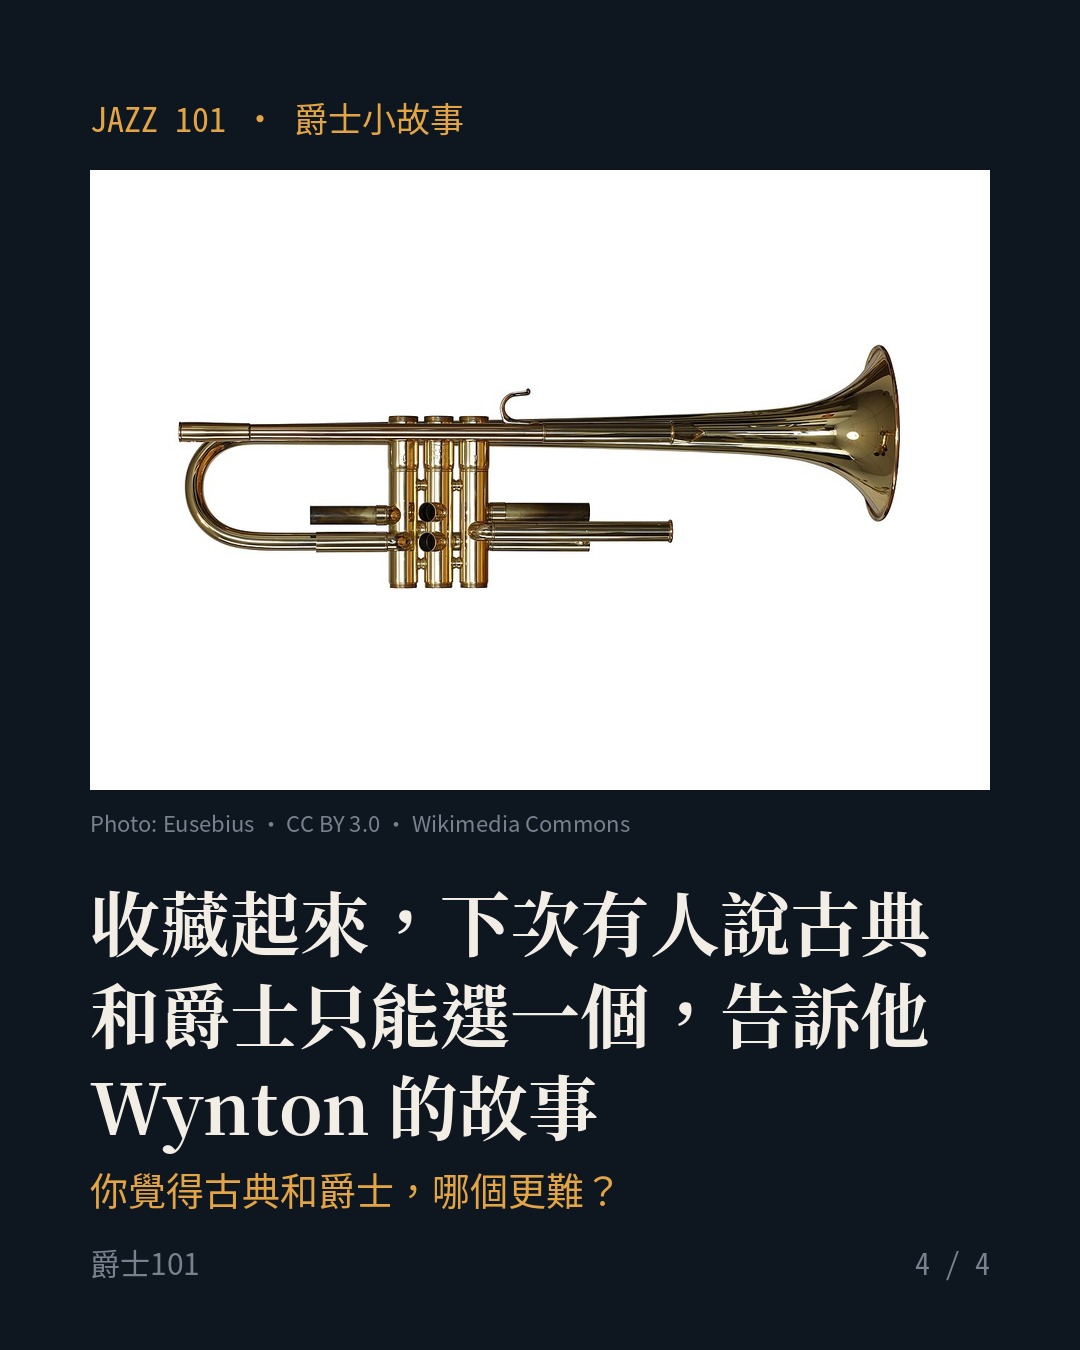 JAZZ 101 · 爵士小故事
Photo: Eusebius · CC BY 3.0 · Wikimedia Commons
收藏起來，下次有人說古典
和爵士只能選一個，告訴他
Wynton 的故事
你覺得古典和爵士，哪個更難？
爵士101
4 / 4